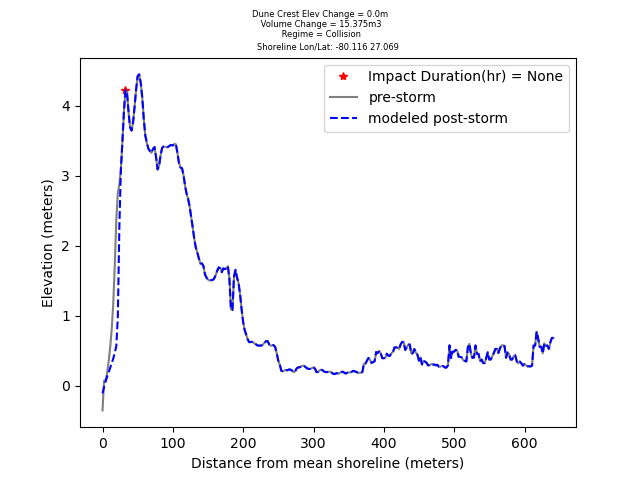 Dune Crest Elev Change = 0.0m
Volume Change = 15.375m3
Regime = Collision
Shoreline Lon/Lat: -80.116 27.069
Impact Duration(hr) = None
pre-storm
modeled post-storm
Elevation (meters)
4
3
2
1
0
0 100 200 300 400 500 600
Distance from mean shoreline (meters)